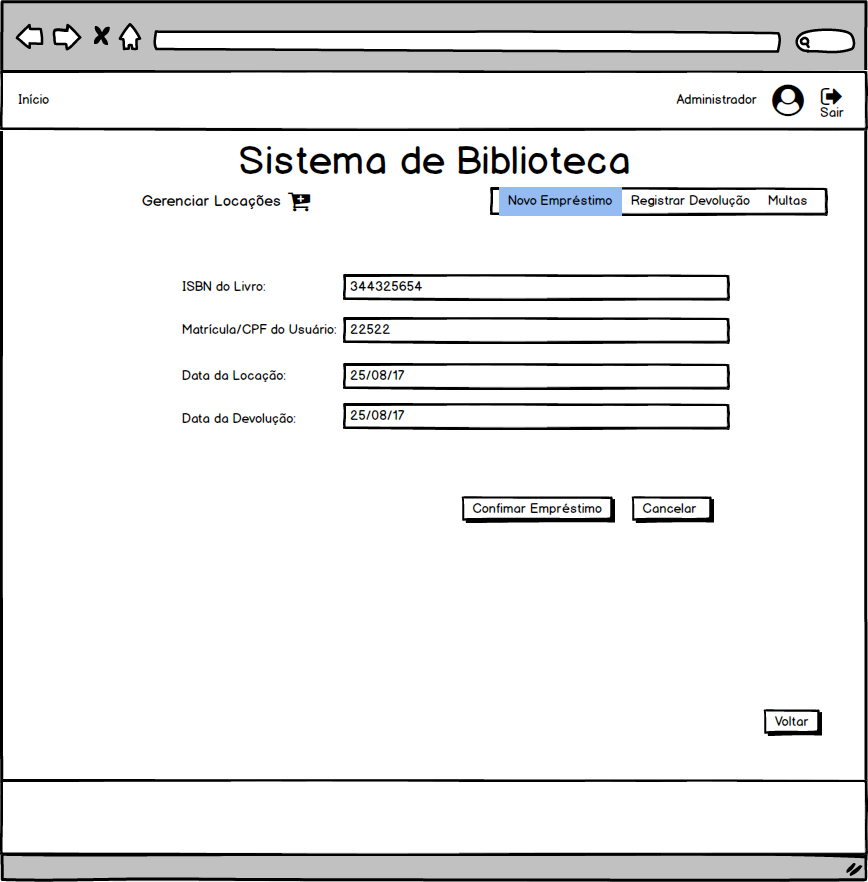 Início
Administrador
Sair
Sistema de Biblioteca
Gerenciar Locações
Novo Empréstimo Registrar Devolução Multas
ISBN do Livro: 344325654
Matrícula/CPF do Usuário: 22522
Data da Locação: 25/08/17
Data da Devolução: 25/08/17
Confimar Empréstimo Cancelar
Voltar